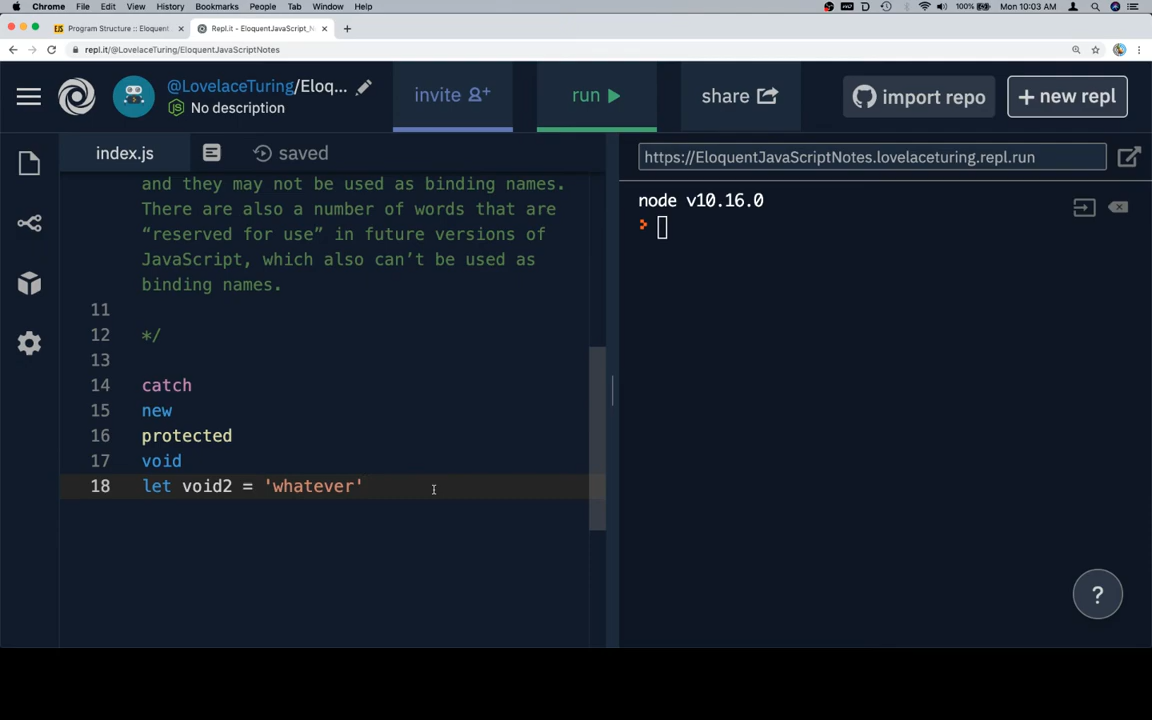 Chrome File Edit View History Bookmarks People Tab Window Help
100% Mon 10:03 AM
Program Structure :: Eloquent
Repl.it - EloquentJavaScript_N
repl.it/@LovelaceTuring/EloquentJavaScriptNotes
@LovelaceTuring/Eloq...
No description
invite
run
share
import repo
+ new repl
index.js
saved
https://EloquentJavaScriptNotes.lovelaceturing.repl.run
and they may not be used as binding names.
There are also a number of words that are
“reserved for use” in future versions of
JavaScript, which also can’t be used as
binding names.
11
12 */
13
14 catch
15 new
16 protected
17 void
18 let void2 = 'whatever'
node v10.16.0
?